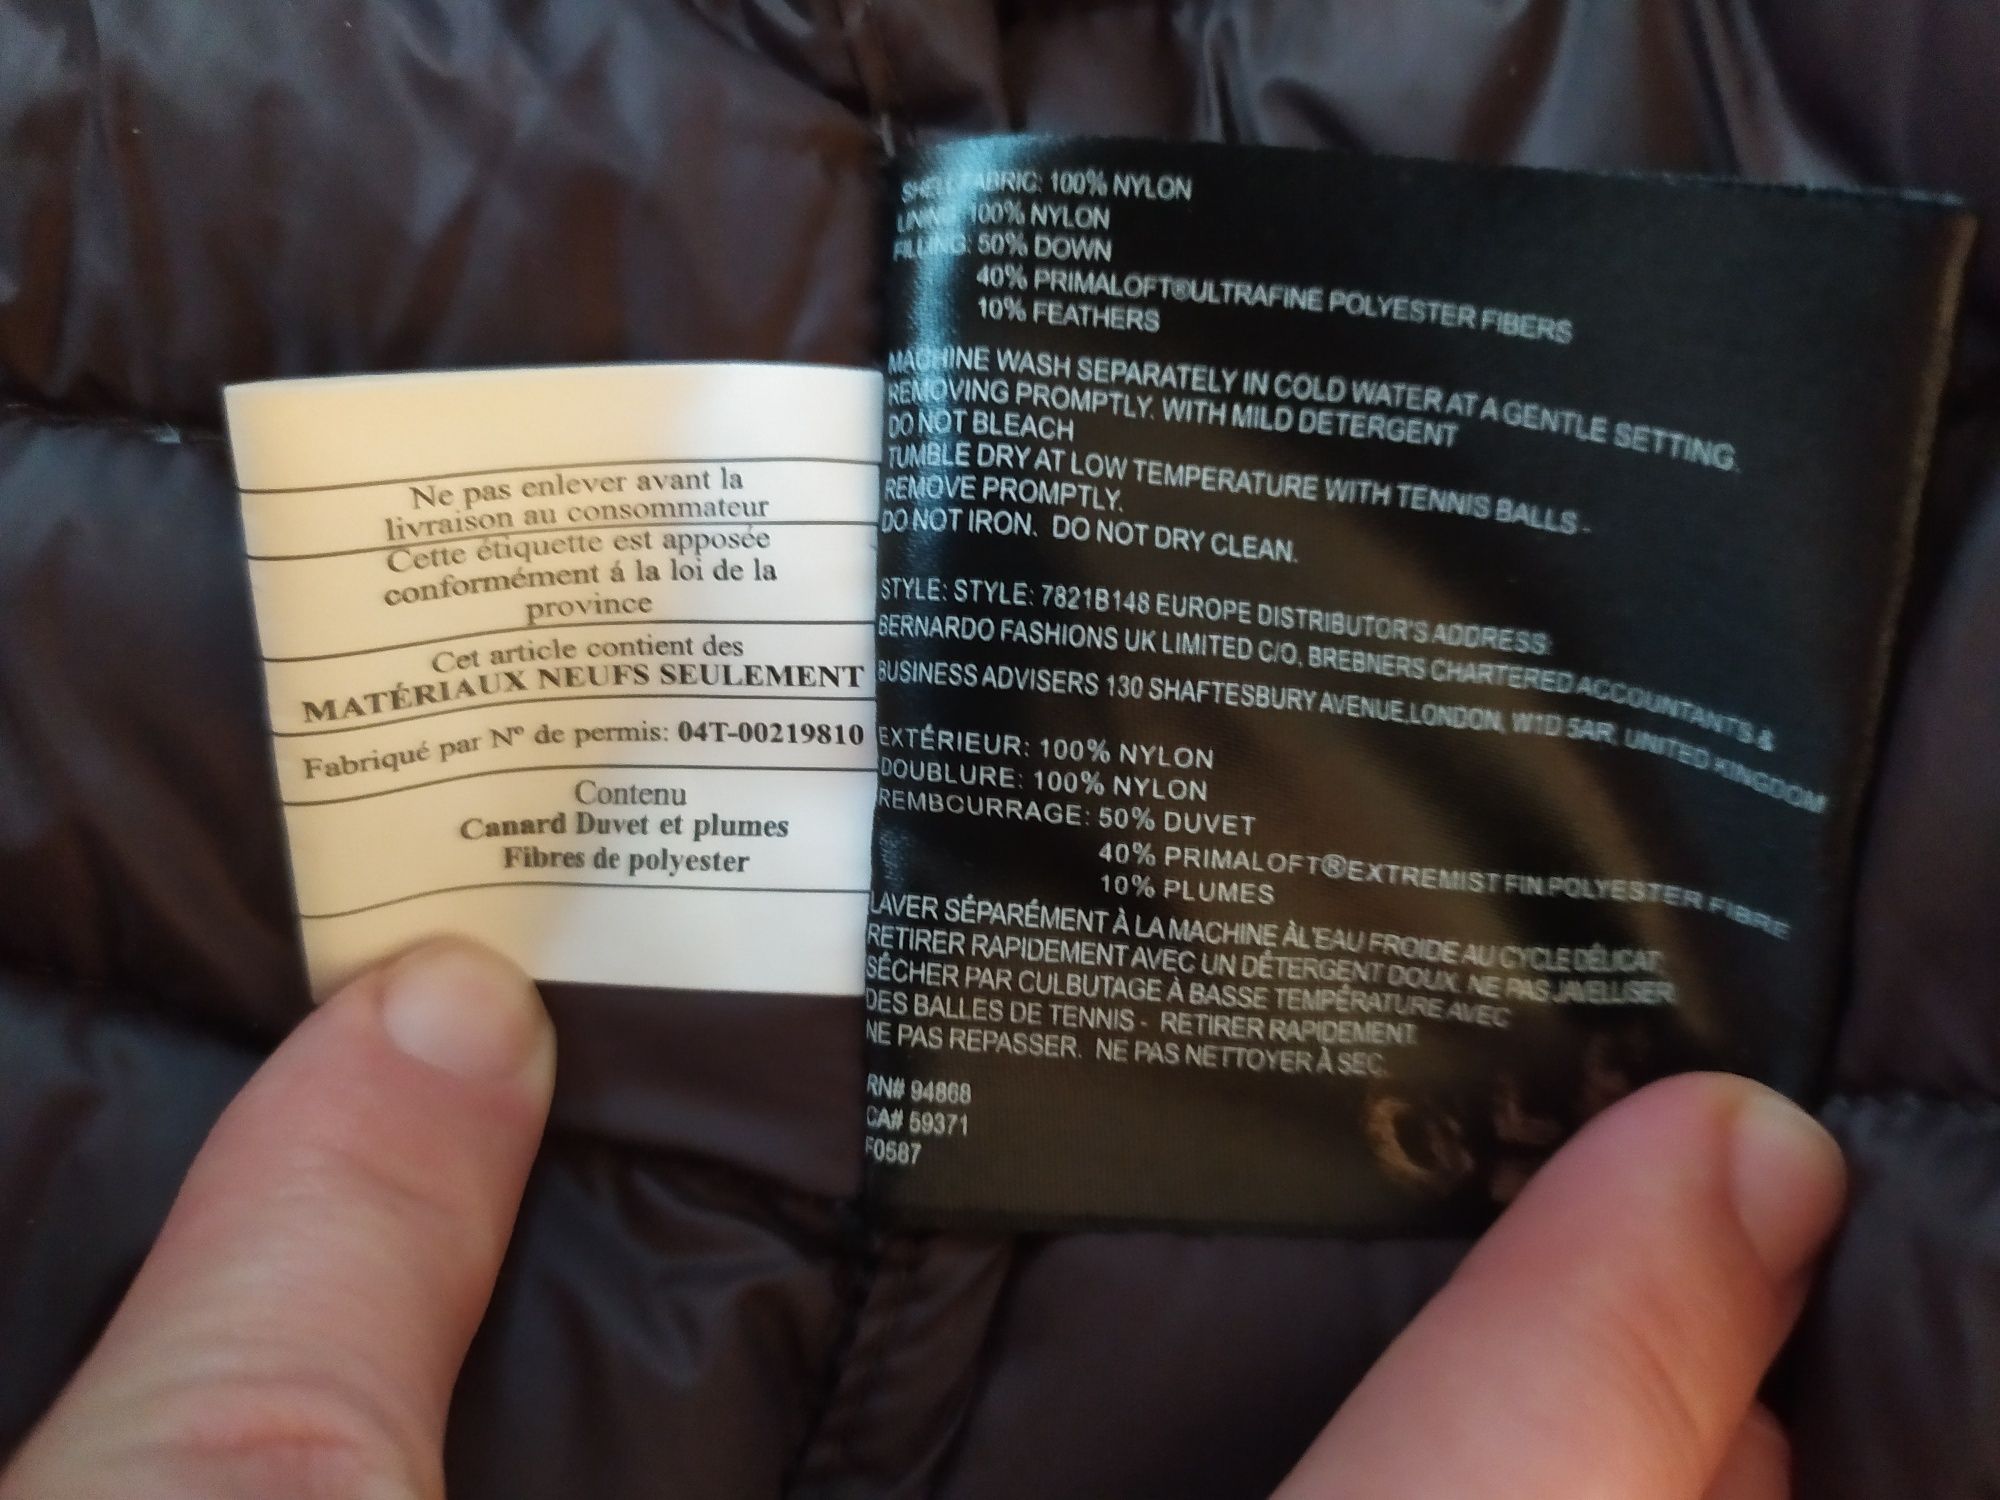 Ne pas enlever avant la
livraison au consommateur
Cette étiquette est apposée
conformément á la loi de la
province
Cet article contient des
MATÉRIAUX NEUFS SEULEMENT
Fabriqué par Nº de permis: 04T-00219810
Contenu
Canard Duvet et plumes
Fibres de polyester
SHELL FABRIC: 100% NYLON
LINING: 100% NYLON
FILLING: 50% DOWN
40% PRIMALOFT®ULTRAFINE POLYESTER FIBERS
10% FEATHERS
MACHINE WASH SEPARATELY IN COLD WATER AT A GENTLE SETTING.
REMOVING PROMPTLY. WITH MILD DETERGENT
DO NOT BLEACH
TUMBLE DRY AT LOW TEMPERATURE WITH TENNIS BALLS -
REMOVE PROMPTLY.
DO NOT IRON. DO NOT DRY CLEAN.
STYLE: STYLE: 7821B148 EUROPE DISTRIBUTOR'S ADDRESS:
BERNARDO FASHIONS UK LIMITED C/O, BREBNERS CHARTERED ACCOUNTANTS &
BUSINESS ADVISERS 130 SHAFTESBURY AVENUE, LONDON, W1D 5AR, UNITED KINGDOM
EXTÉRIEUR: 100% NYLON
DOUBLURE: 100% NYLON
REMBOURRAGE: 50% DUVET
40% PRIMALOFT®EXTREMIST FIN POLYESTER FIBRE
10% PLUMES
LAVER SÉPARÉMENT À LA MACHINE ÀL'EAU FROIDE AU CYCLE DÉLICAT.
RETIRER RAPIDEMENT AVEC UN DÉTERGENT DOUX. NE PAS JAVELLISER
SÉCHER PAR CULBUTAGE À BASSE TEMPÉRATURE AVEC
DES BALLES DE TENNIS - RETIRER RAPIDEMENT.
NE PAS REPASSER. NE PAS NETTOYER À SEC.
RN# 94868
CA# 59371
F0587